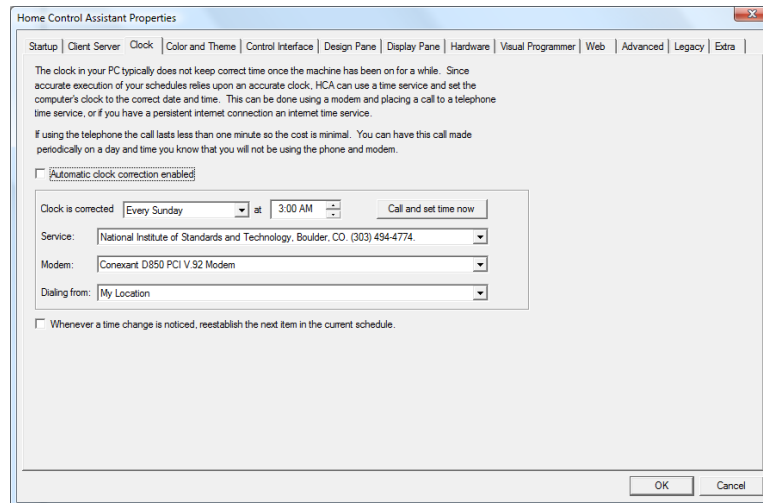 Home Control Assistant Properties
Startup Client Server Clock Color and Theme Control Interface Design Pane Display Pane Hardware Visual Programmer Web Advanced Legacy Extra
The clock in your PC typically does not keep correct time once the machine has been on for a while. Since
accurate execution of your schedules relies upon an accurate clock, HCA can use a time service and set the
computer's clock to the correct date and time. This can be done using a modem and placing a call to a telephone
time service, or if you have a persistent internet connection an internet time service.
If using the telephone the call lasts less than one minute so the cost is minimal. You can have this call made
periodically on a day and time you know that you will not be using the phone and modem.
Automatic clock correction enabled
Clock is corrected Every Sunday at 3:00 AM Call and set time now
Service: National Institute of Standards and Technology, Boulder, CO. (303) 494-4774.
Modem: Conexant D850 PCI V.92 Modem
Dialing from: My Location
Whenever a time change is noticed, reestablish the next item in the current schedule.
OK Cancel